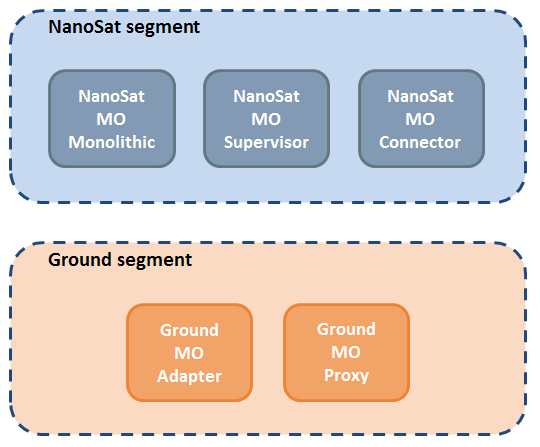 NanoSat segment
NanoSat
MO
Monolithic
NanoSat
MO
Supervisor
NanoSat
MO
Connector
Ground segment
Ground
MO
Adapter
Ground
MO
Proxy